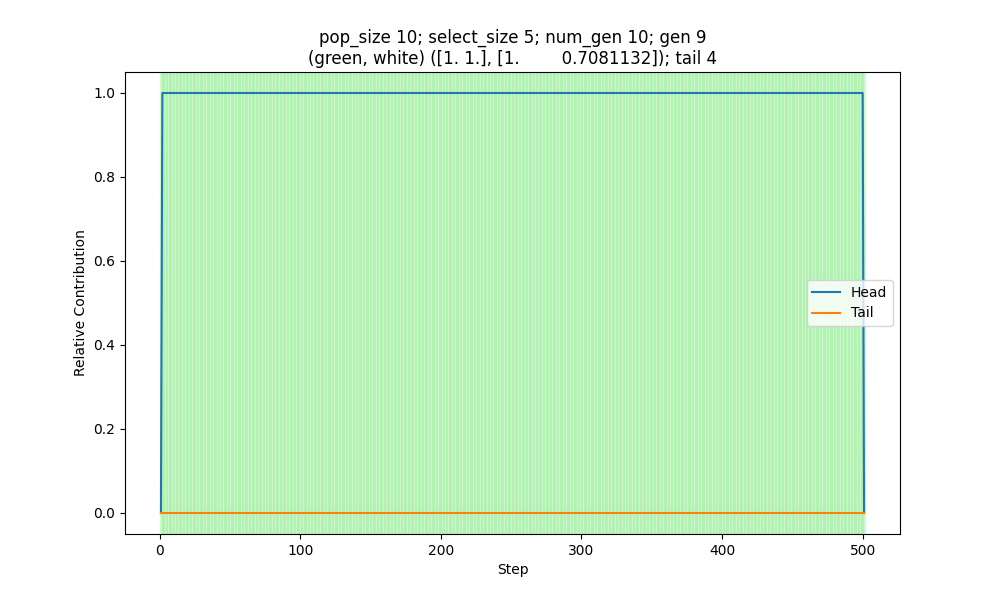 pop_size 10; select_size 5; num_gen 10; gen 9
(green, white) ([1. 1.], [1.        0.7081132]); tail 4
Relative Contribution
1.0
0.8
0.6
0.4
0.2
0.0
Head
Tail
0
100
200
300
400
500
Step